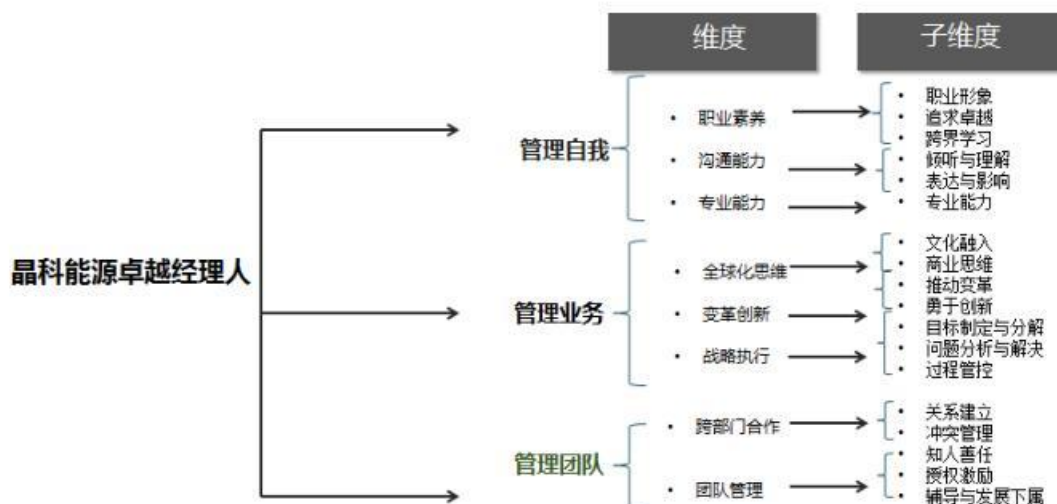 维度
子维度
晶科能源卓越经理人
管理自我
职业素养
职业形象
追求卓越
跨界学习
沟通能力
倾听与理解
表达与影响
专业能力
专业能力
管理业务
全球化思维
文化融入
商业思维
变革创新
推动变革
勇于创新
战略执行
目标制定与分解
问题分析与解决
过程管控
管理团队
跨部门合作
关系建立
冲突管理
团队管理
知人善任
授权激励
辅导与发展下属